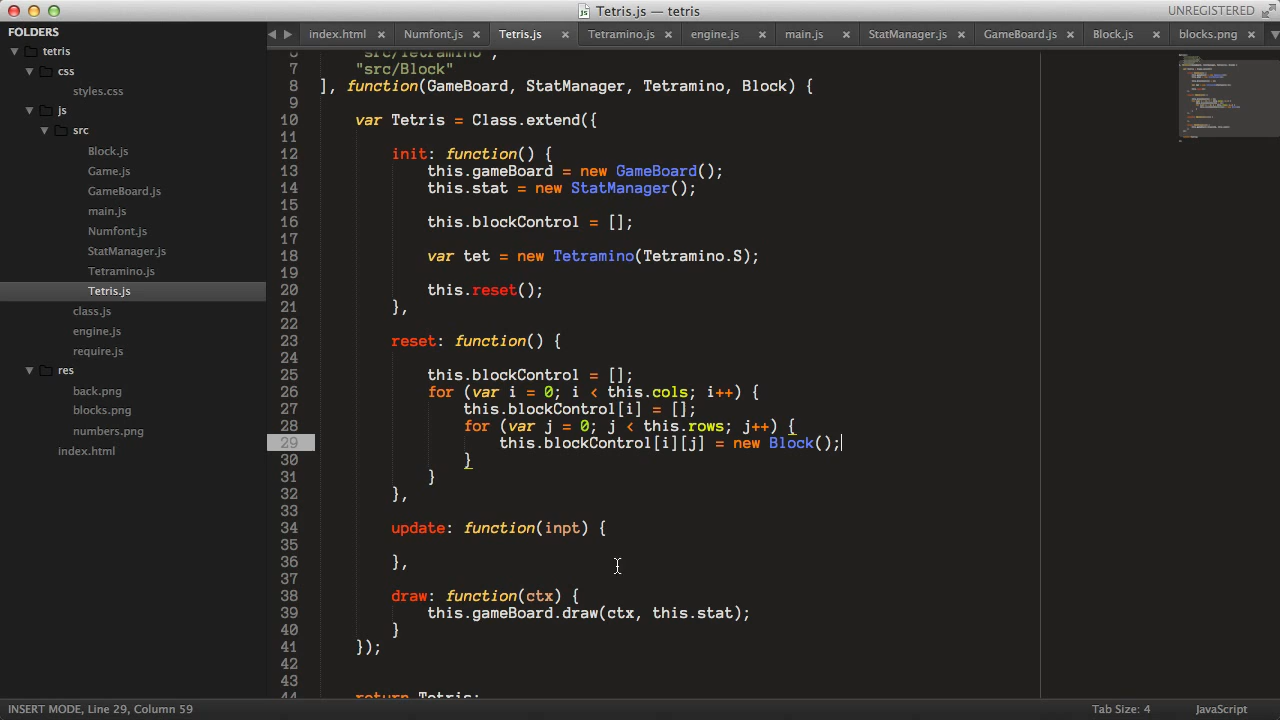 Tetris.js — tetris
UNREGISTERED
FOLDERS
tetris
css
styles.css
js
src
Block.js
Game.js
GameBoard.js
main.js
Numfont.js
StatManager.js
Tetramino.js
Tetris.js
class.js
engine.js
require.js
res
back.png
blocks.png
numbers.png
index.html
index.html × Numfont.js × Tetris.js × Tetramino.js × engine.js × main.js × StatManager.js × GameBoard.js × Block.js × blocks.png ×
6 "src/Tetramino",
7 "src/Block"
8 ], function(GameBoard, StatManager, Tetramino, Block) {
9
10 var Tetris = Class.extend({
11
12 init: function() {
13 this.gameBoard = new GameBoard();
14 this.stat = new StatManager();
15
16 this.blockControl = [];
17
18 var tet = new Tetramino(Tetramino.S);
19
20 this.reset();
21 },
22
23 reset: function() {
24
25 this.blockControl = [];
26 for (var i = 0; i < this.cols; i++) {
27 this.blockControl[i] = [];
28 for (var j = 0; j < this.rows; j++) {
29 this.blockControl[i][j] = new Block();
30 }
31 }
32 },
33
34 update: function(inpt) {
35
36 },
37
38 draw: function(ctx) {
39 this.gameBoard.draw(ctx, this.stat);
40 }
41 });
42
43
44 return Tetris;
INSERT MODE, Line 29, Column 59
Tab Size: 4
JavaScript